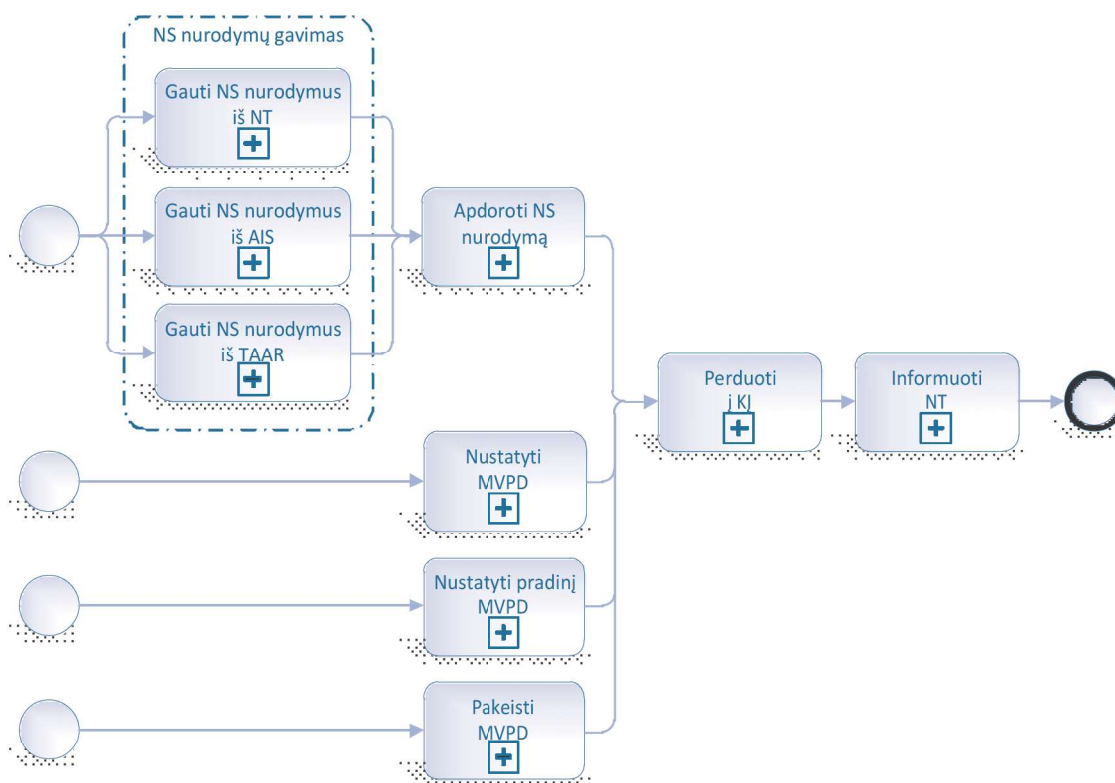 NS nurodymų gavimas
Gauti NS nurodymus
iš NT
Gauti NS nurodymus
iš AIS
Gauti NS nurodymus
iš TAAR
Apdoroti NS
nurodymą
Perduoti
į KĮ
Informuoti
NT
Nustatyti
MVPD
Nustatyti pradinį
MVPD
Pakeisti
MVPD